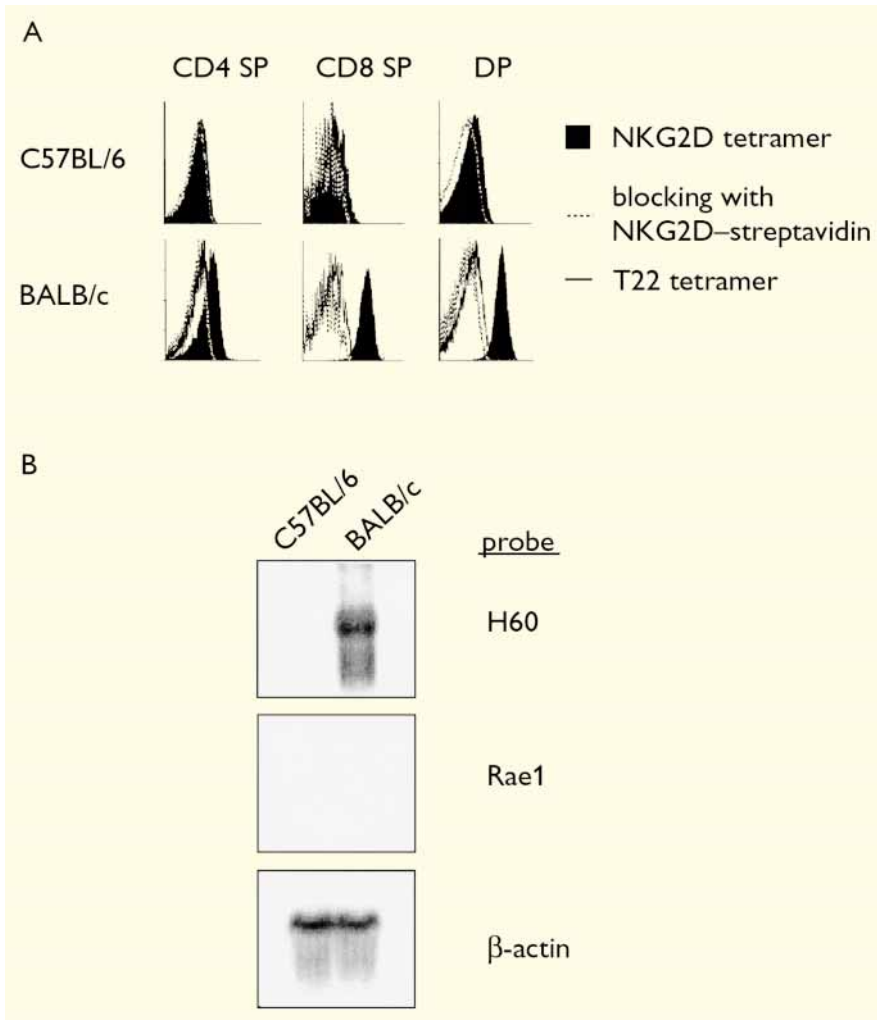 A
CD4 SP CD8 SP DP
C57BL/6
NKG2D tetramer
blocking with
NKG2D–streptavidin
BALB/c
T22 tetramer
B
C57BL/6 BALB/c
probe
H60
Rae1
β-actin